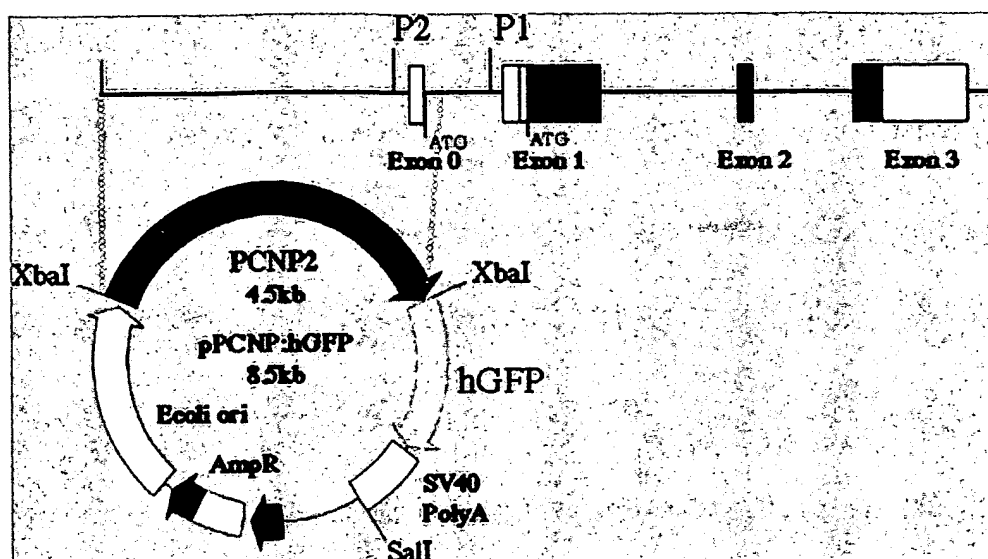 P2 P1
ATG ATG
Exon 0 Exon 1 Exon 2 Exon 3
XbaI PCNP2 XbaI
4.5kb
pPCNP:hGFP
8.5kb
hGFP
Ecoli ori
AmpR
SV40
PolyA
SalI